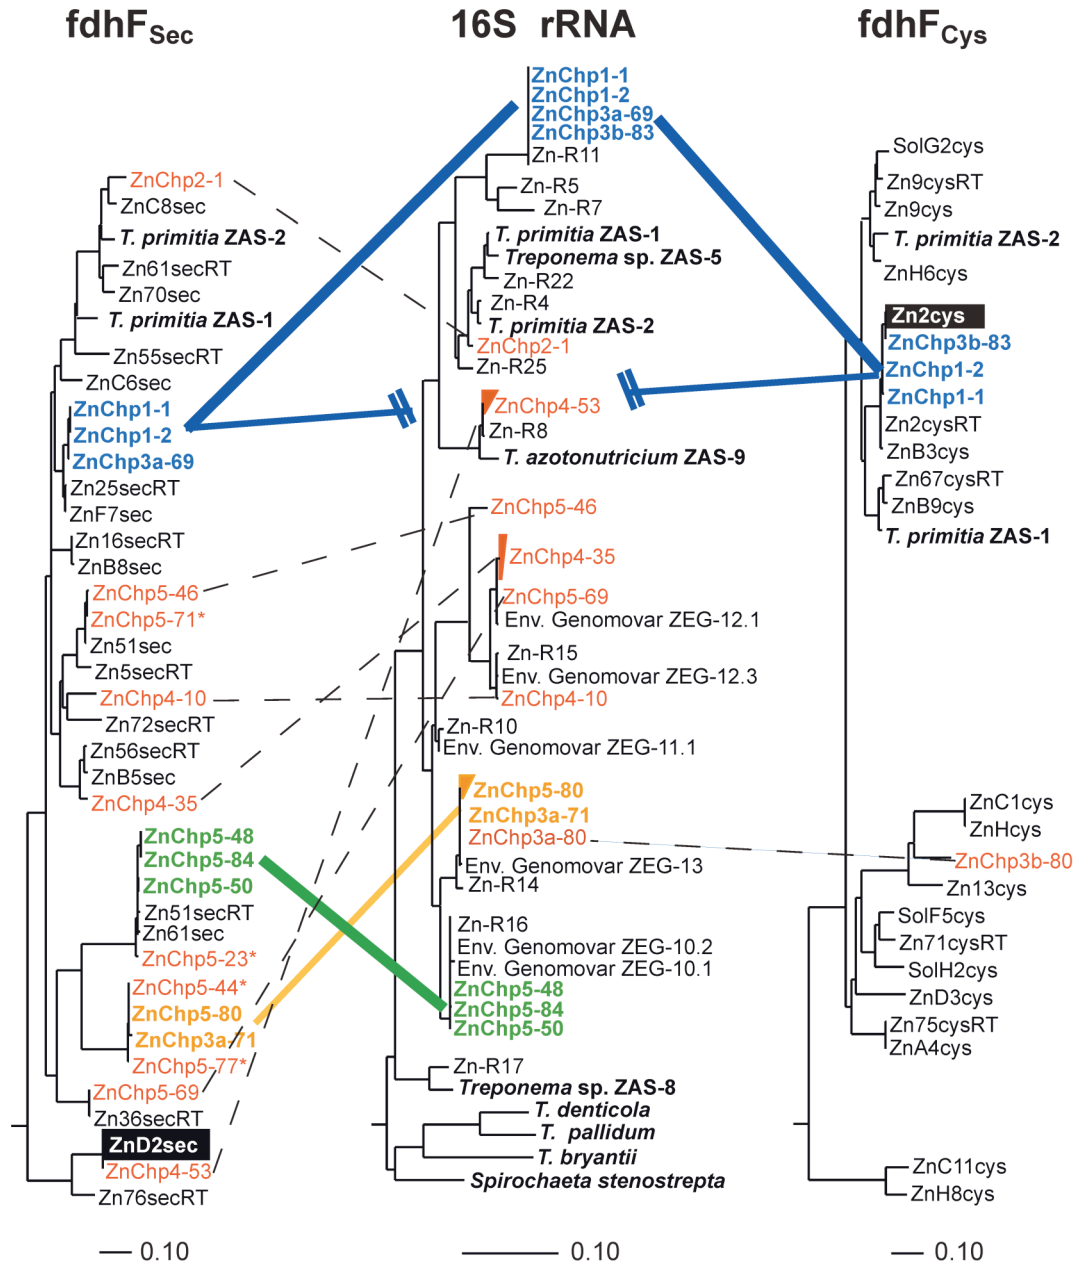 fdhFSec
16S rRNA
fdhFCys
ZnChp2-1
ZnC8sec
T. primitia ZAS-2
Zn61secRT
Zn70sec
T. primitia ZAS-1
Zn55secRT
ZnC6sec
ZnChp1-1
ZnChp1-2
ZnChp3a-69
Zn25secRT
ZnF7sec
Zn16secRT
ZnB8sec
ZnChp5-46
ZnChp5-71*
Zn51sec
Zn5secRT
ZnChp4-10
Zn72secRT
Zn56secRT
ZnB5sec
ZnChp4-35
ZnChp5-48
ZnChp5-84
ZnChp5-50
Zn51secRT
Zn61sec
ZnChp5-23*
ZnChp5-44*
ZnChp5-80
ZnChp3a-71
ZnChp5-77*
ZnChp5-69
Zn36secRT
ZnD2sec
ZnChp4-53
Zn76secRT
0.10
ZnChp1-1
ZnChp1-2
ZnChp3a-69
ZnChp3b-83
Zn-R11
Zn-R5
Zn-R7
T. primitia ZAS-1
Treponema sp. ZAS-5
Zn-R22
Zn-R4
T. primitia ZAS-2
ZnChp2-1
Zn-R25
ZnChp4-53
Zn-R8
T. azotonutricium ZAS-9
ZnChp5-46
ZnChp4-35
ZnChp5-69
Env. Genomovar ZEG-12.1
Zn-R15
Env. Genomovar ZEG-12.3
ZnChp4-10
Zn-R10
Env. Genomovar ZEG-11.1
ZnChp5-80
ZnChp3a-71
ZnChp3a-80
Env. Genomovar ZEG-13
Zn-R14
Zn-R16
Env. Genomovar ZEG-10.2
Env. Genomovar ZEG-10.1
ZnChp5-48
ZnChp5-84
ZnChp5-50
Zn-R17
Treponema sp. ZAS-8
T. denticola
T. pallidum
T. bryantii
Spirochaeta stenostrepta
0.10
SolG2cys
Zn9cysRT
Zn9cys
T. primitia ZAS-2
ZnH6cys
Zn2cys
ZnChp3b-83
ZnChp1-2
ZnChp1-1
Zn2cysRT
ZnB3cys
Zn67cysRT
ZnB9cys
T. primitia ZAS-1
ZnC1cys
ZnHcys
ZnChp3b-80
Zn13cys
SolF5cys
Zn71cysRT
SolH2cys
ZnD3cys
Zn75cysRT
ZnA4cys
ZnC11cys
ZnH8cys
0.10